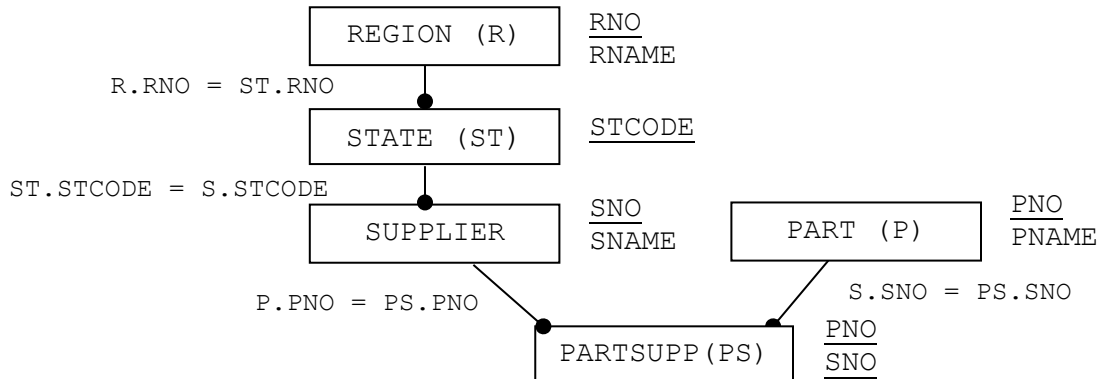 REGION (R)
RNO
RNAME
R.RNO = ST.RNO
STATE (ST)
STCODE
ST.STCODE = S.STCODE
SUPPLIER
SNO
SNAME
PART (P)
PNO
PNAME
P.PNO = PS.PNO
S.SNO = PS.SNO
PARTSUPP(PS)
PNO
SNO